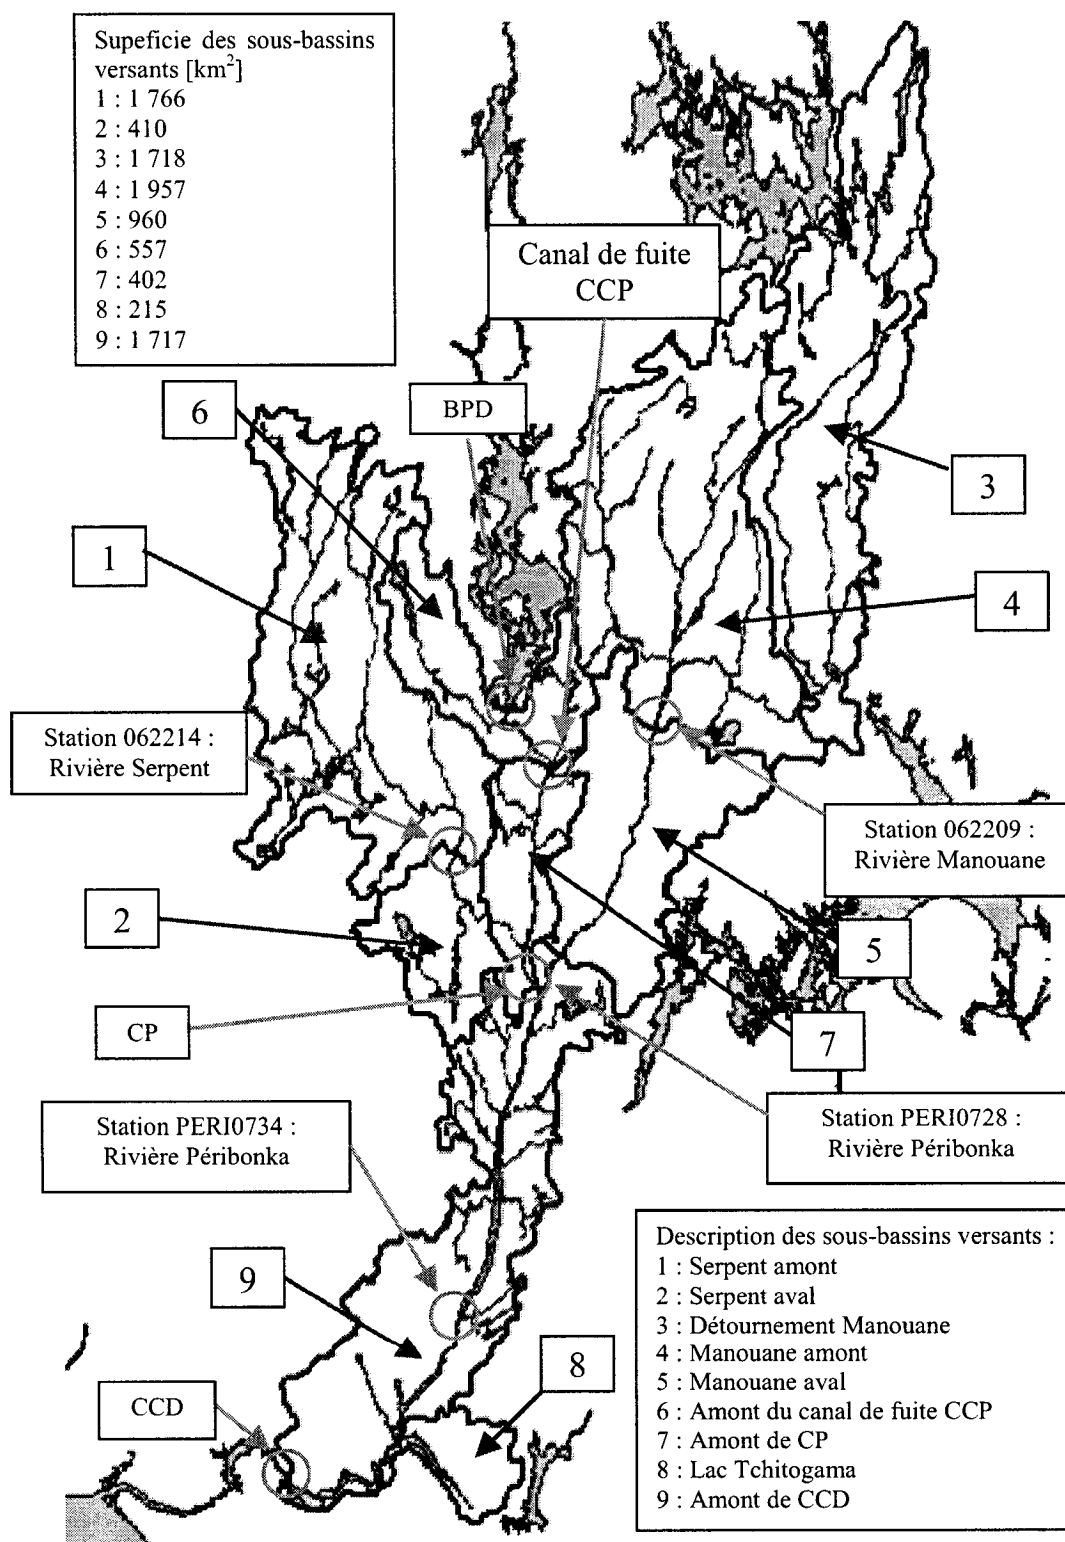 Supeficie des sous-bassins
versants [km²]
1 : 1 766
2 : 410
3 : 1 718
4 : 1 957
5 : 960
6 : 557
7 : 402
8 : 215
9 : 1 717
Canal de fuite
CCP
6
BPD
3
1
4
Station 062214 :
Rivière Serpent
Station 062209 :
Rivière Manouane
2
5
CP
7
Station PERI0734 :
Rivière Péribonka
Station PERI0728 :
Rivière Péribonka
9
8
CCD
Description des sous-bassins versants :
1 : Serpent amont
2 : Serpent aval
3 : Détournement Manouane
4 : Manouane amont
5 : Manouane aval
6 : Amont du canal de fuite CCP
7 : Amont de CP
8 : Lac Tchitogama
9 : Amont de CCD